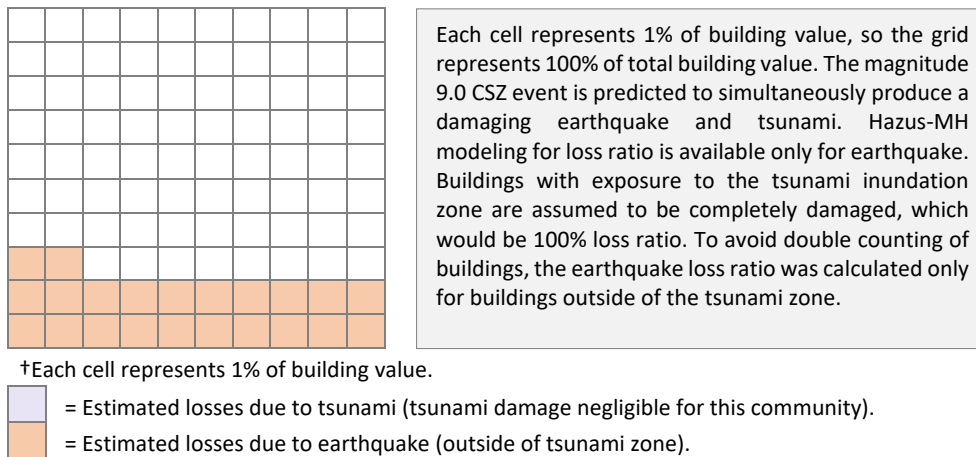 Each cell represents 1% of building value, so the grid
represents 100% of total building value. The magnitude
9.0 CSZ event is predicted to simultaneously produce a
damaging earthquake and tsunami. Hazus-MH
modeling for loss ratio is available only for earthquake.
Buildings with exposure to the tsunami inundation
zone are assumed to be completely damaged, which
would be 100% loss ratio. To avoid double counting of
buildings, the earthquake loss ratio was calculated only
for buildings outside of the tsunami zone.
†Each cell represents 1% of building value.
= Estimated losses due to tsunami (tsunami damage negligible for this community).
= Estimated losses due to earthquake (outside of tsunami zone).